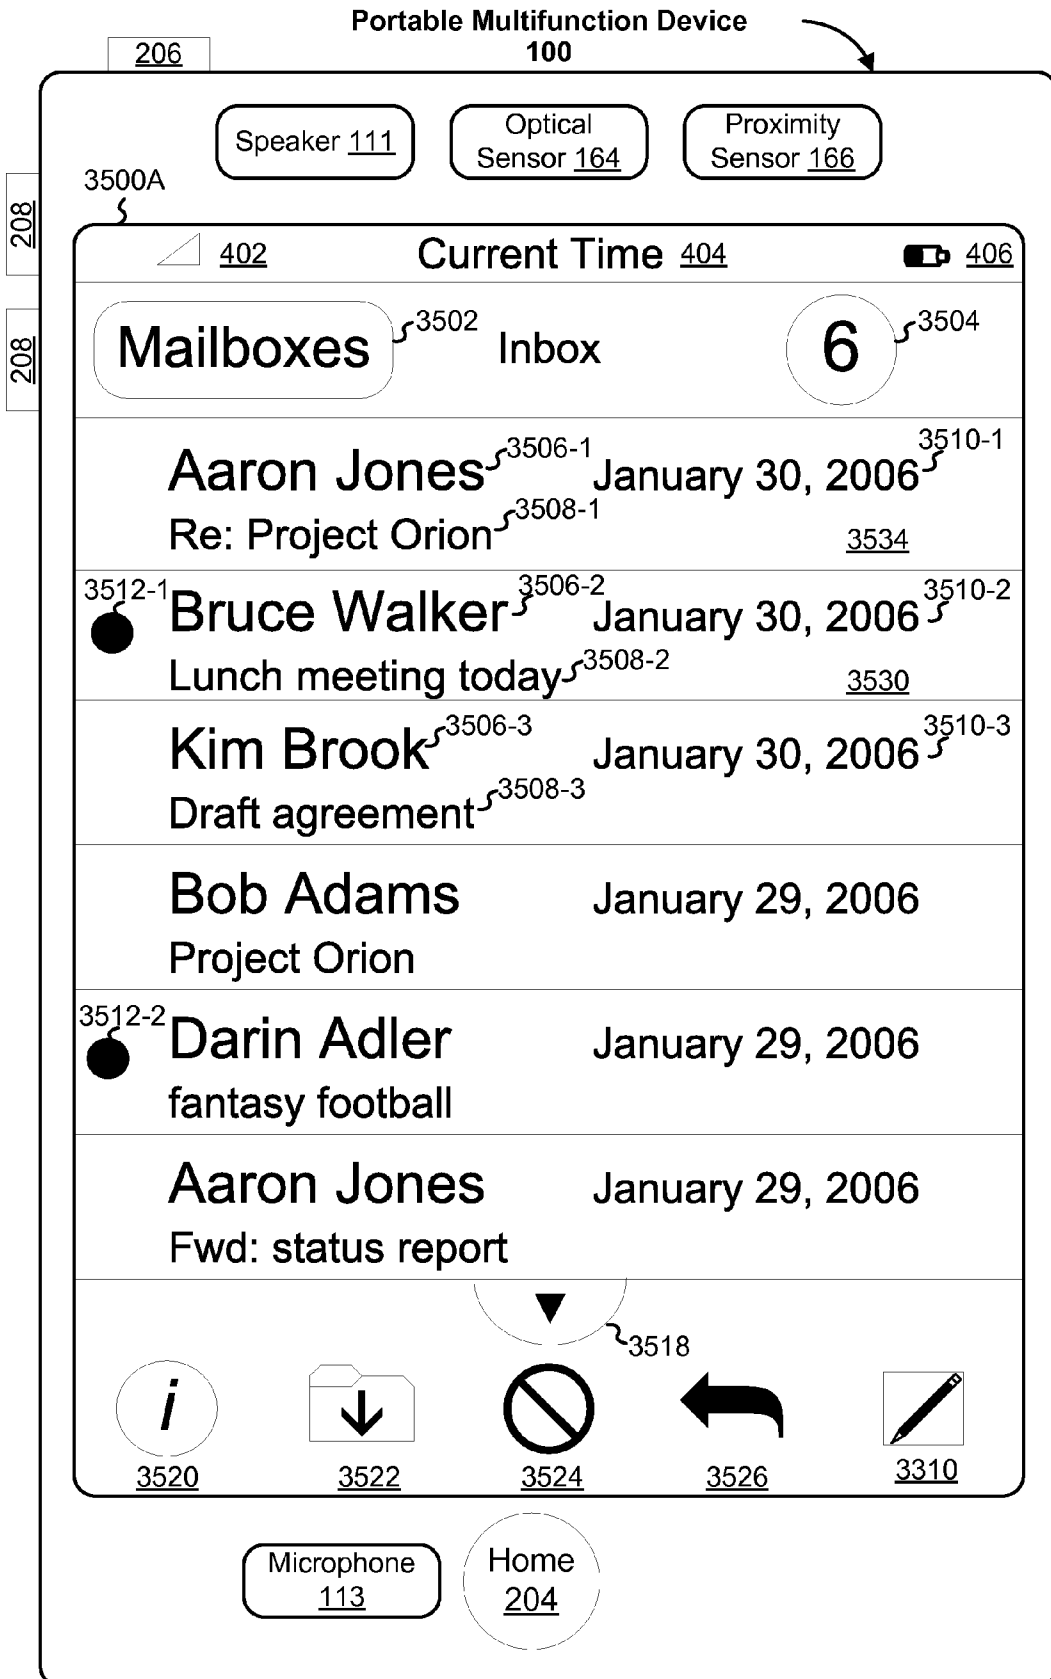 Portable Multifunction Device
100
206
Speaker 111
Optical
Sensor 164
Proximity
Sensor 166
3500A
208
208
402
Current Time 404
406
Mailboxes
3502
Inbox
6
3504
Aaron Jones
3506-1
January 30, 2006
3510-1
Re: Project Orion
3508-1
3534
3512-1
Bruce Walker
3506-2
January 30, 2006
3510-2
Lunch meeting today
3508-2
3530
Kim Brook
3506-3
January 30, 2006
3510-3
Draft agreement
3508-3
Bob Adams
January 29, 2006
Project Orion
3512-2
Darin Adler
January 29, 2006
fantasy football
Aaron Jones
January 29, 2006
Fwd: status report
3518
i
3520
3522
3524
3526
3310
Microphone
113
Home
204